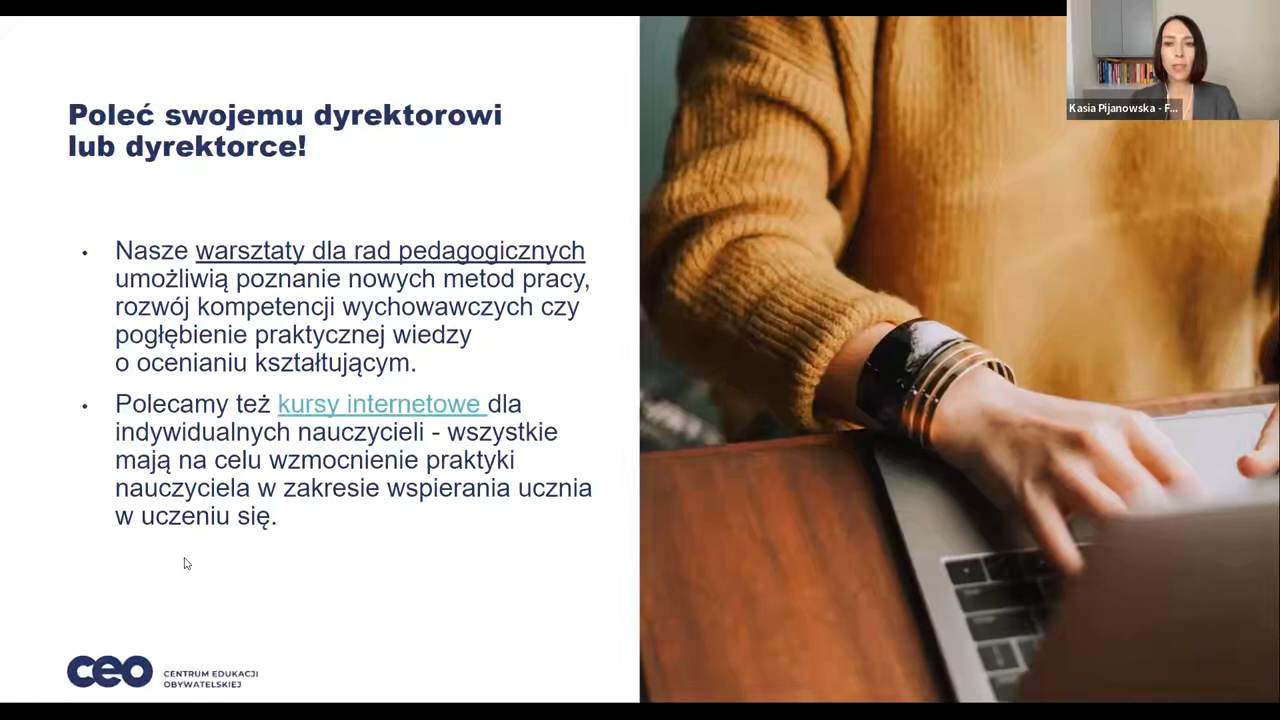 Poleć swojemu dyrektorowi
lub dyrektorce!
Kasia Pijanowska - F...
• Nasze warsztaty dla rad pedagogicznych
umożliwią poznanie nowych metod pracy,
rozwój kompetencji wychowawczych czy
pogłębienie praktycznej wiedzy
o ocenianiu kształtującym.
• Polecamy też kursy internetowe dla
indywidualnych nauczycieli - wszystkie
mają na celu wzmocnienie praktyki
nauczyciela w zakresie wspierania ucznia
w uczeniu się.
ceo CENTRUM EDUKACJI
OBYWATELSKIEJ